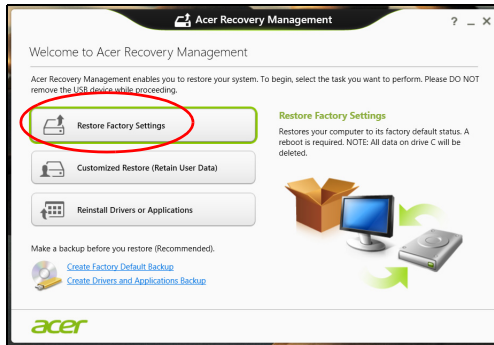 Acer Recovery Management
? _ X
Welcome to Acer Recovery Management
Acer Recovery Management enables you to restore your system. To begin, select the task you want to perform. Please DO NOT
remove the USB device while proceeding.
Restore Factory Settings
Customized Restore (Retain User Data)
Reinstall Drivers or Applications
Restore Factory Settings
Restores your computer to its factory default status. A
reboot is required. NOTE: All data on drive C will be
deleted.
Make a backup before you restore (Recommended).
Create Factory Default Backup
Create Drivers and Applications Backup
acer